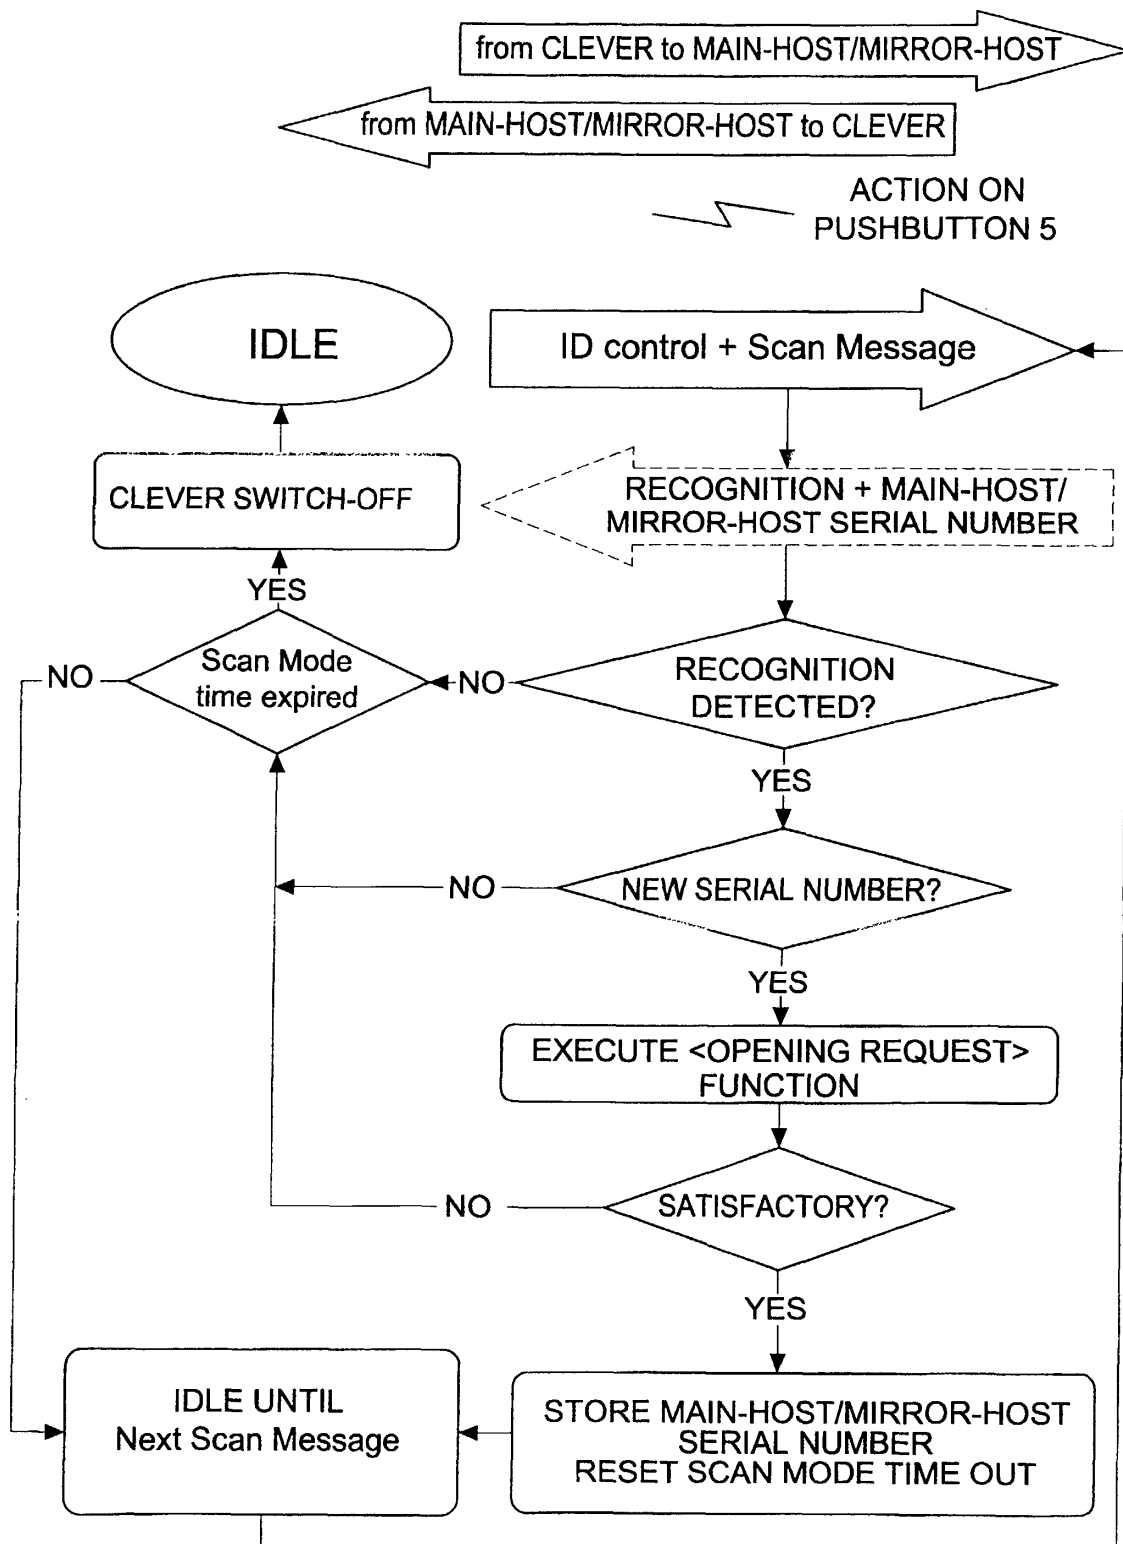 from CLEVER to MAIN-HOST/MIRROR-HOST
from MAIN-HOST/MIRROR-HOST to CLEVER
ACTION ON
PUSHBUTTON 5
IDLE
ID control + Scan Message
CLEVER SWITCH-OFF
RECOGNITION + MAIN-HOST/
MIRROR-HOST SERIAL NUMBER
YES
NO
Scan Mode
time expired
NO
RECOGNITION
DETECTED?
YES
NO
NEW SERIAL NUMBER?
YES
EXECUTE <OPENING REQUEST>
FUNCTION
NO
SATISFACTORY?
YES
IDLE UNTIL
Next Scan Message
STORE MAIN-HOST/MIRROR-HOST
SERIAL NUMBER
RESET SCAN MODE TIME OUT